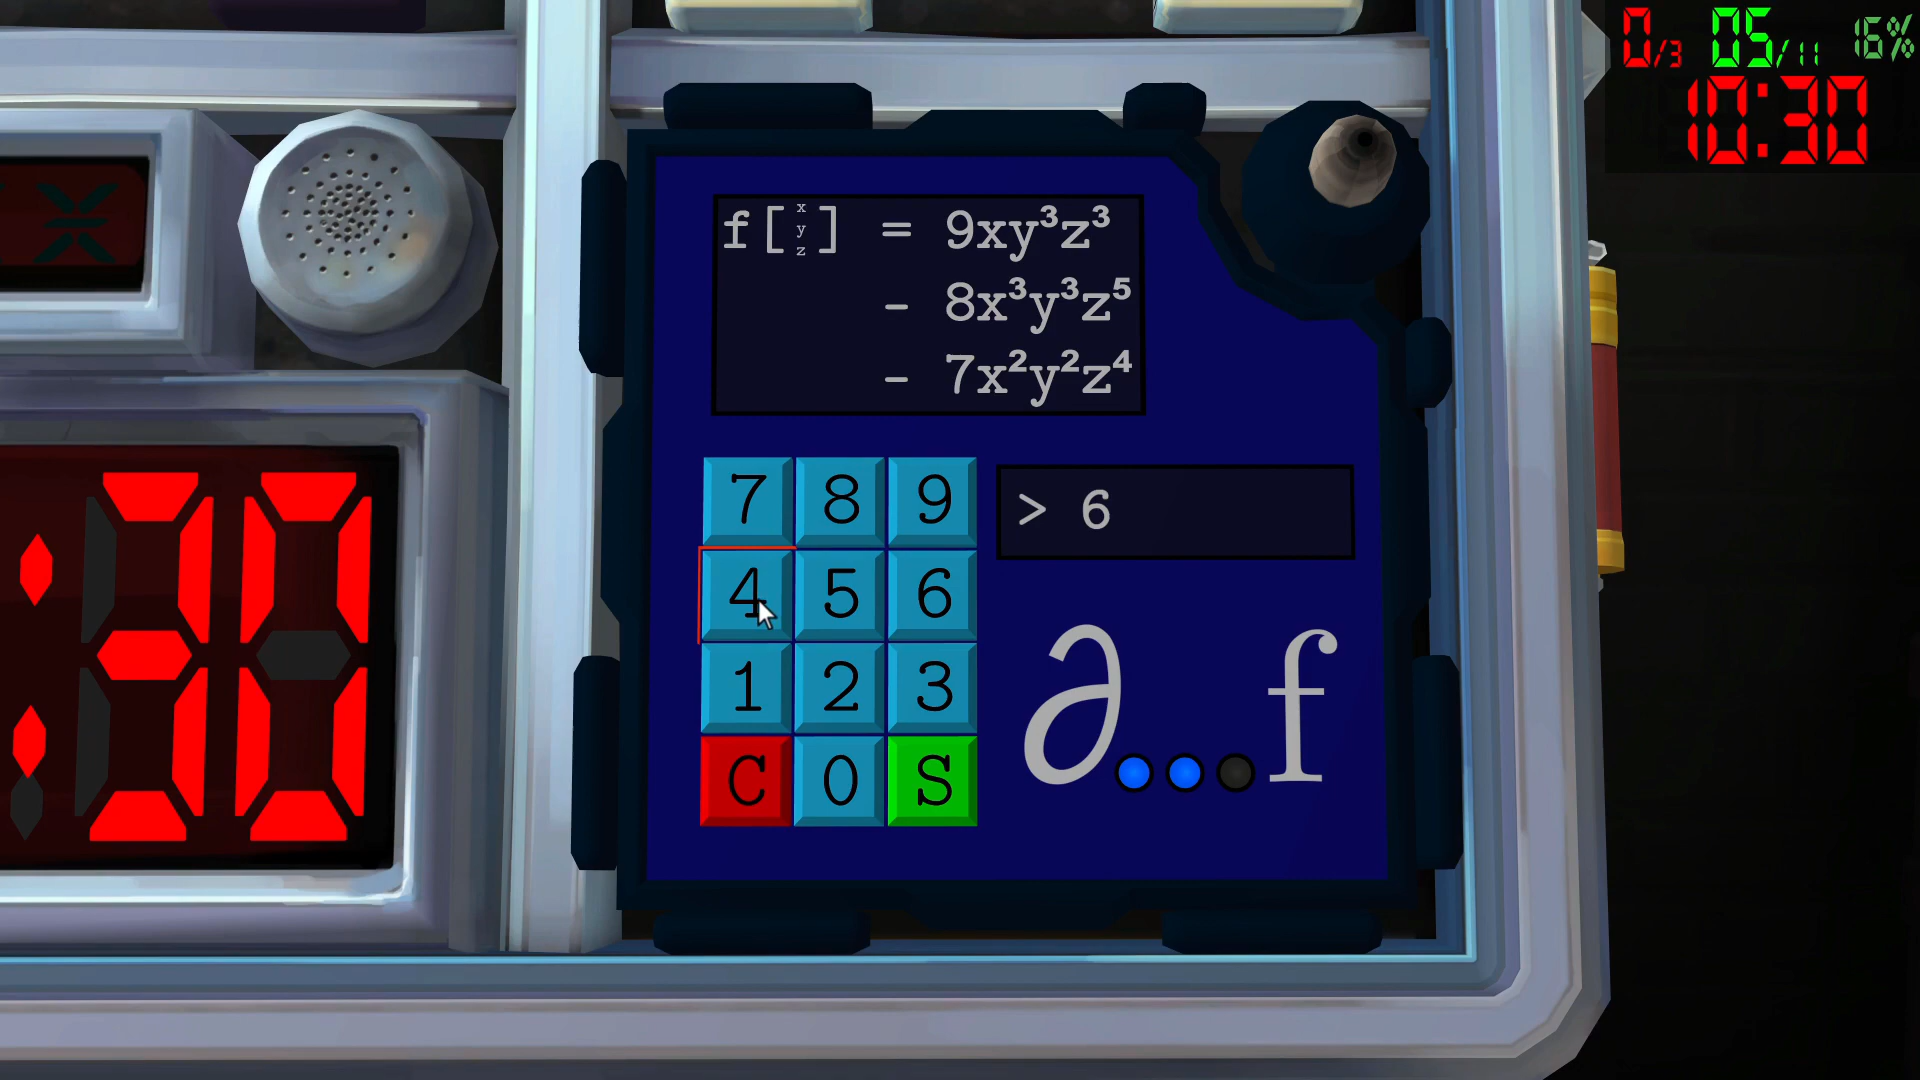 0/3 05/11 16%
10:30
f[x y z] = 9xy³z³
- 8x³y³z⁵
- 7x²y²z⁴
7 8 9
> 6
4 5 6
1 2 3
C 0 S
∂ f
:30